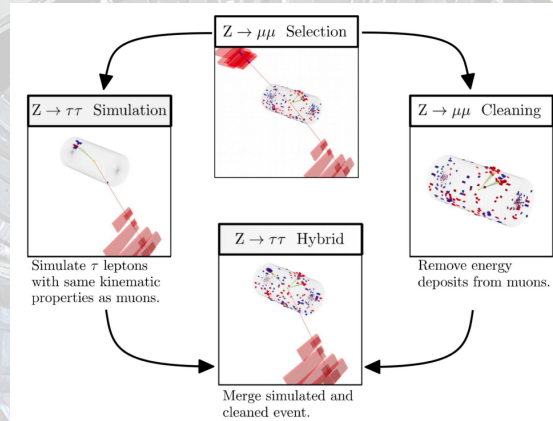 Z → μμ Selection
Z → ττ Simulation
Z → μμ Cleaning
Simulate τ leptons
with same kinematic
properties as muons.
Z → ττ Hybrid
Remove energy
deposits from muons.
Merge simulated and
cleaned event.